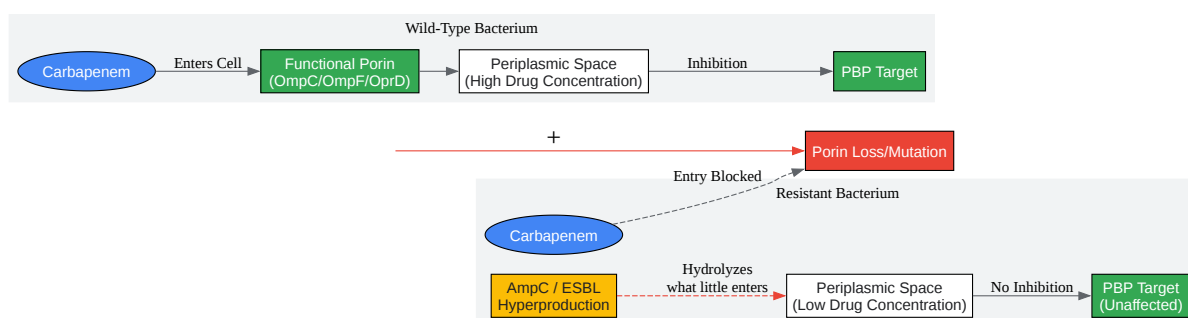 Wild-Type Bacterium
Carbapenem
Enters Cell
Functional Porin
(OmpC/OmpF/OprD)
Periplasmic Space
(High Drug Concentration)
Inhibition
PBP Target
+
Porin Loss/Mutation
Entry Blocked
Resistant Bacterium
Carbapenem
AmpC / ESBL
Hyperproduction
Hydrolyzes
what little enters
Periplasmic Space
(Low Drug Concentration)
No Inhibition
PBP Target
(Unaffected)